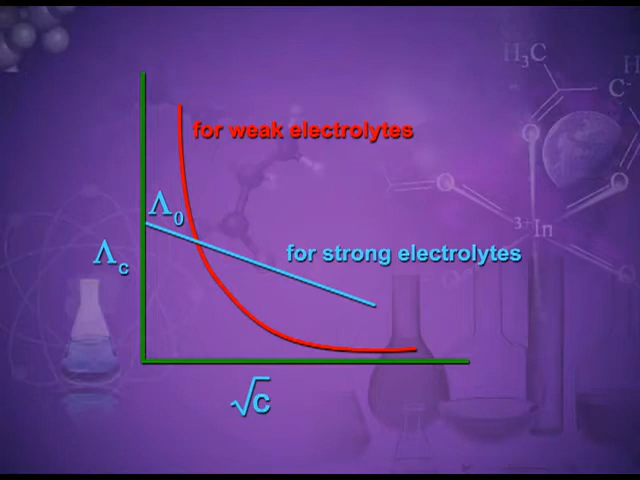 H₃C
C⁻
H
O
O
O
O
³⁺In
for weak electrolytes
Λ₀
for strong electrolytes
Λc
√c